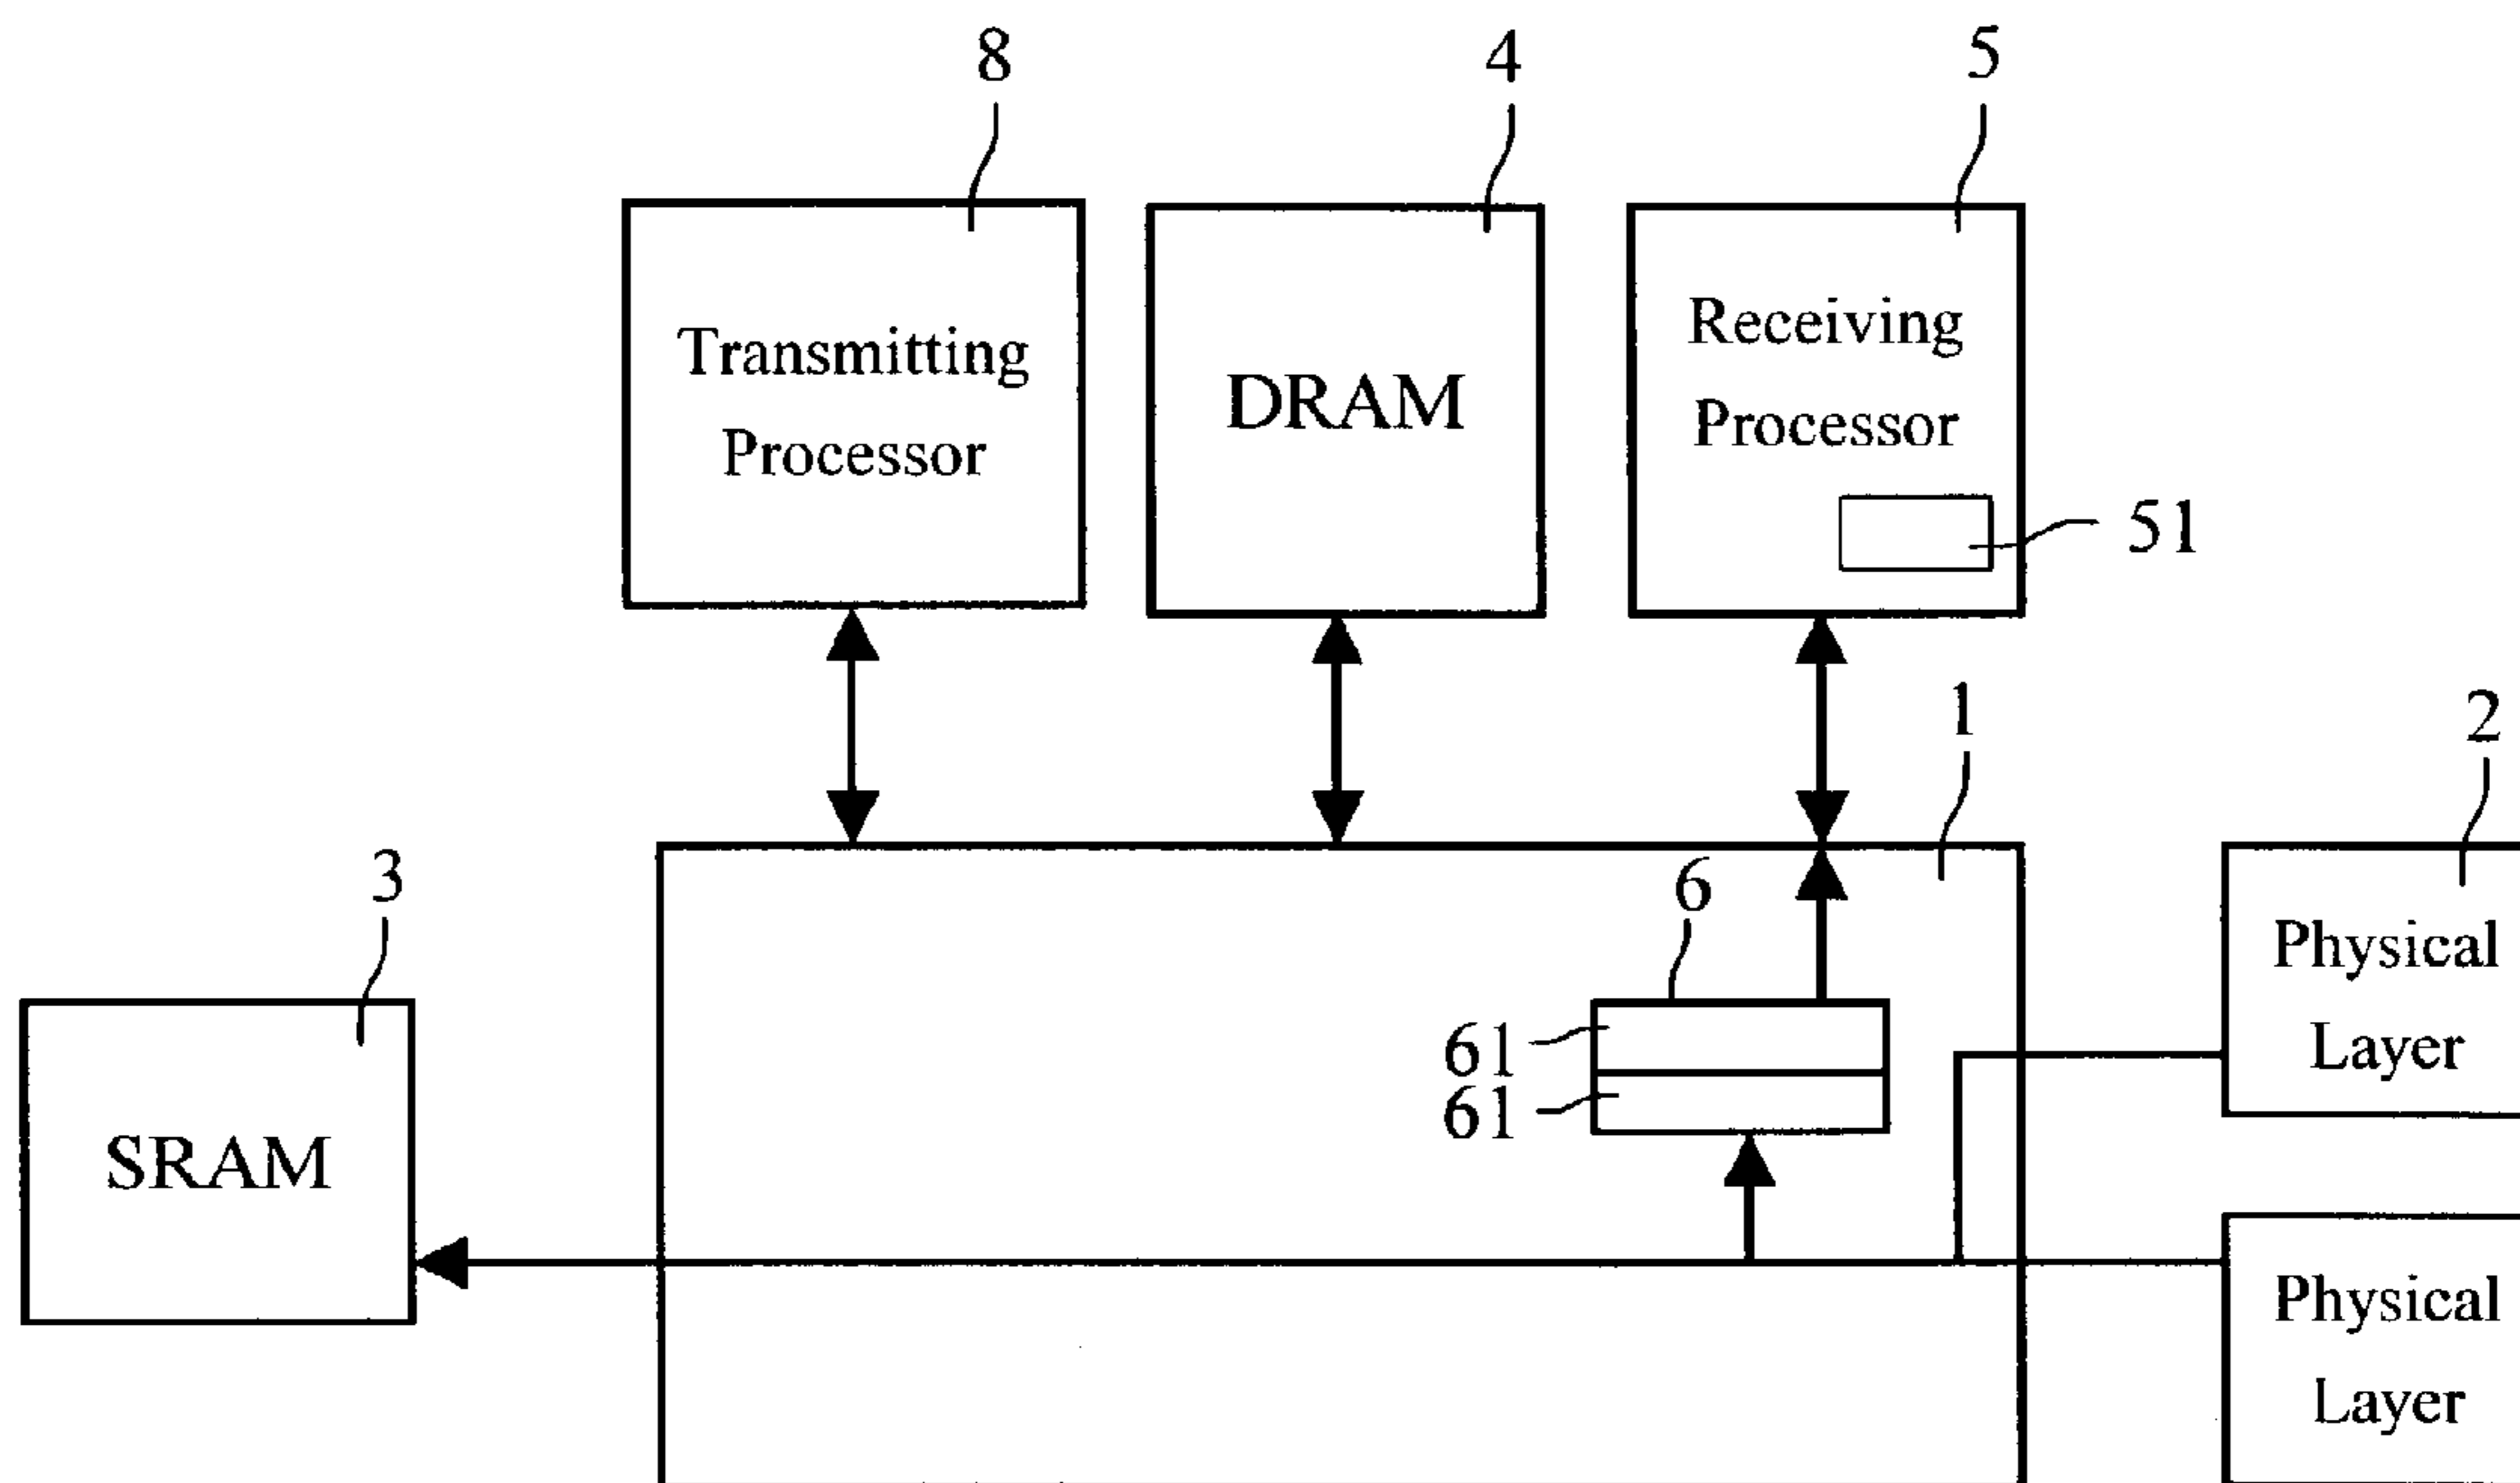 8
4
5
Transmitting
Processor
DRAM
Receiving
Processor
51
1
2
3
6
Physical
Layer
61
61
SRAM
Physical
Layer